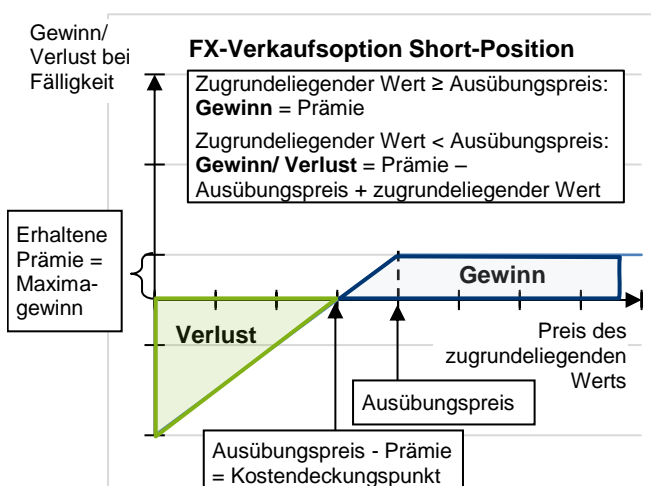 Gewinn/
Verlust bei
Fälligkeit
FX-Verkaufsoption Short-Position
Zugrundeliegender Wert ≥ Ausübungspreis:
Gewinn = Prämie
Zugrundeliegender Wert < Ausübungspreis:
Gewinn/ Verlust = Prämie –
Ausübungspreis + zugrundeliegender Wert
Erhaltene
Prämie =
Maxima-
gewinn
Gewinn
Verlust
Preis des
zugrundeliegenden
Werts
Ausübungspreis
Ausübungspreis - Prämie
= Kostendeckungspunkt